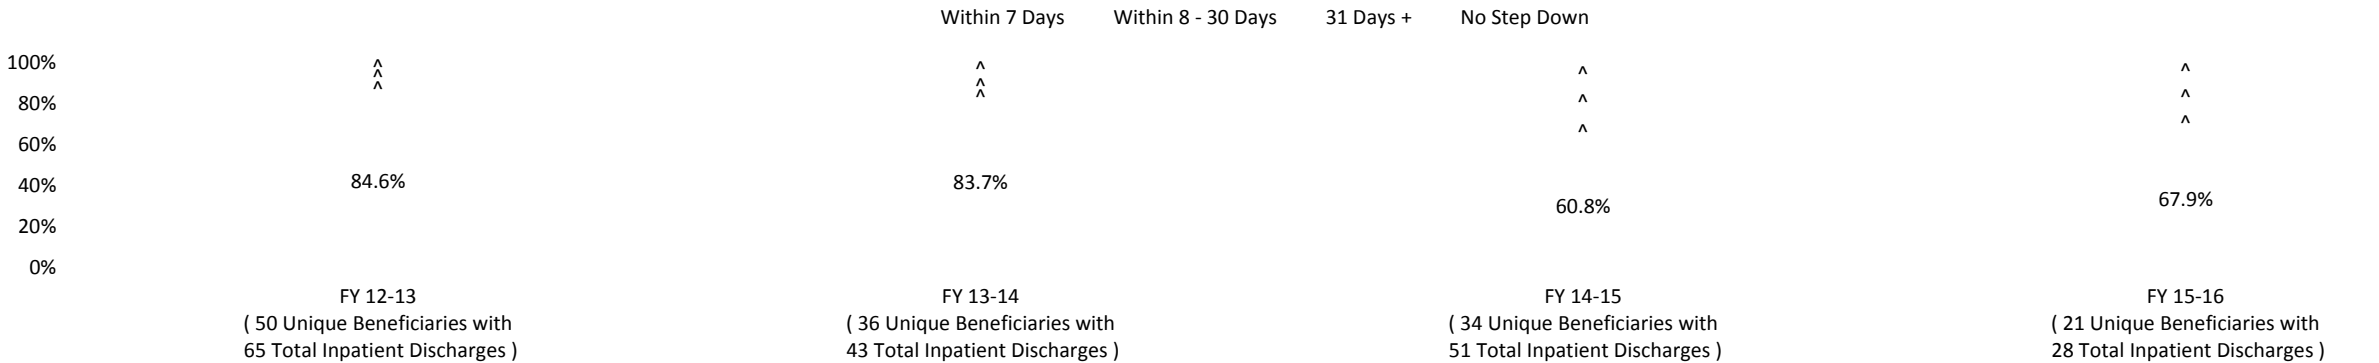 Within 7 Days Within 8 - 30 Days 31 Days + No Step Down
100%
80%
60%
40%
20%
0%
^ ^ ^ ^
^ ^ ^ ^
^ ^ ^ ^
84.6% 83.7% 60.8% 67.9%
FY 12-13 FY 13-14 FY 14-15 FY 15-16
( 50 Unique Beneficiaries with ( 36 Unique Beneficiaries with ( 34 Unique Beneficiaries with ( 21 Unique Beneficiaries with
65 Total Inpatient Discharges ) 43 Total Inpatient Discharges ) 51 Total Inpatient Discharges ) 28 Total Inpatient Discharges )